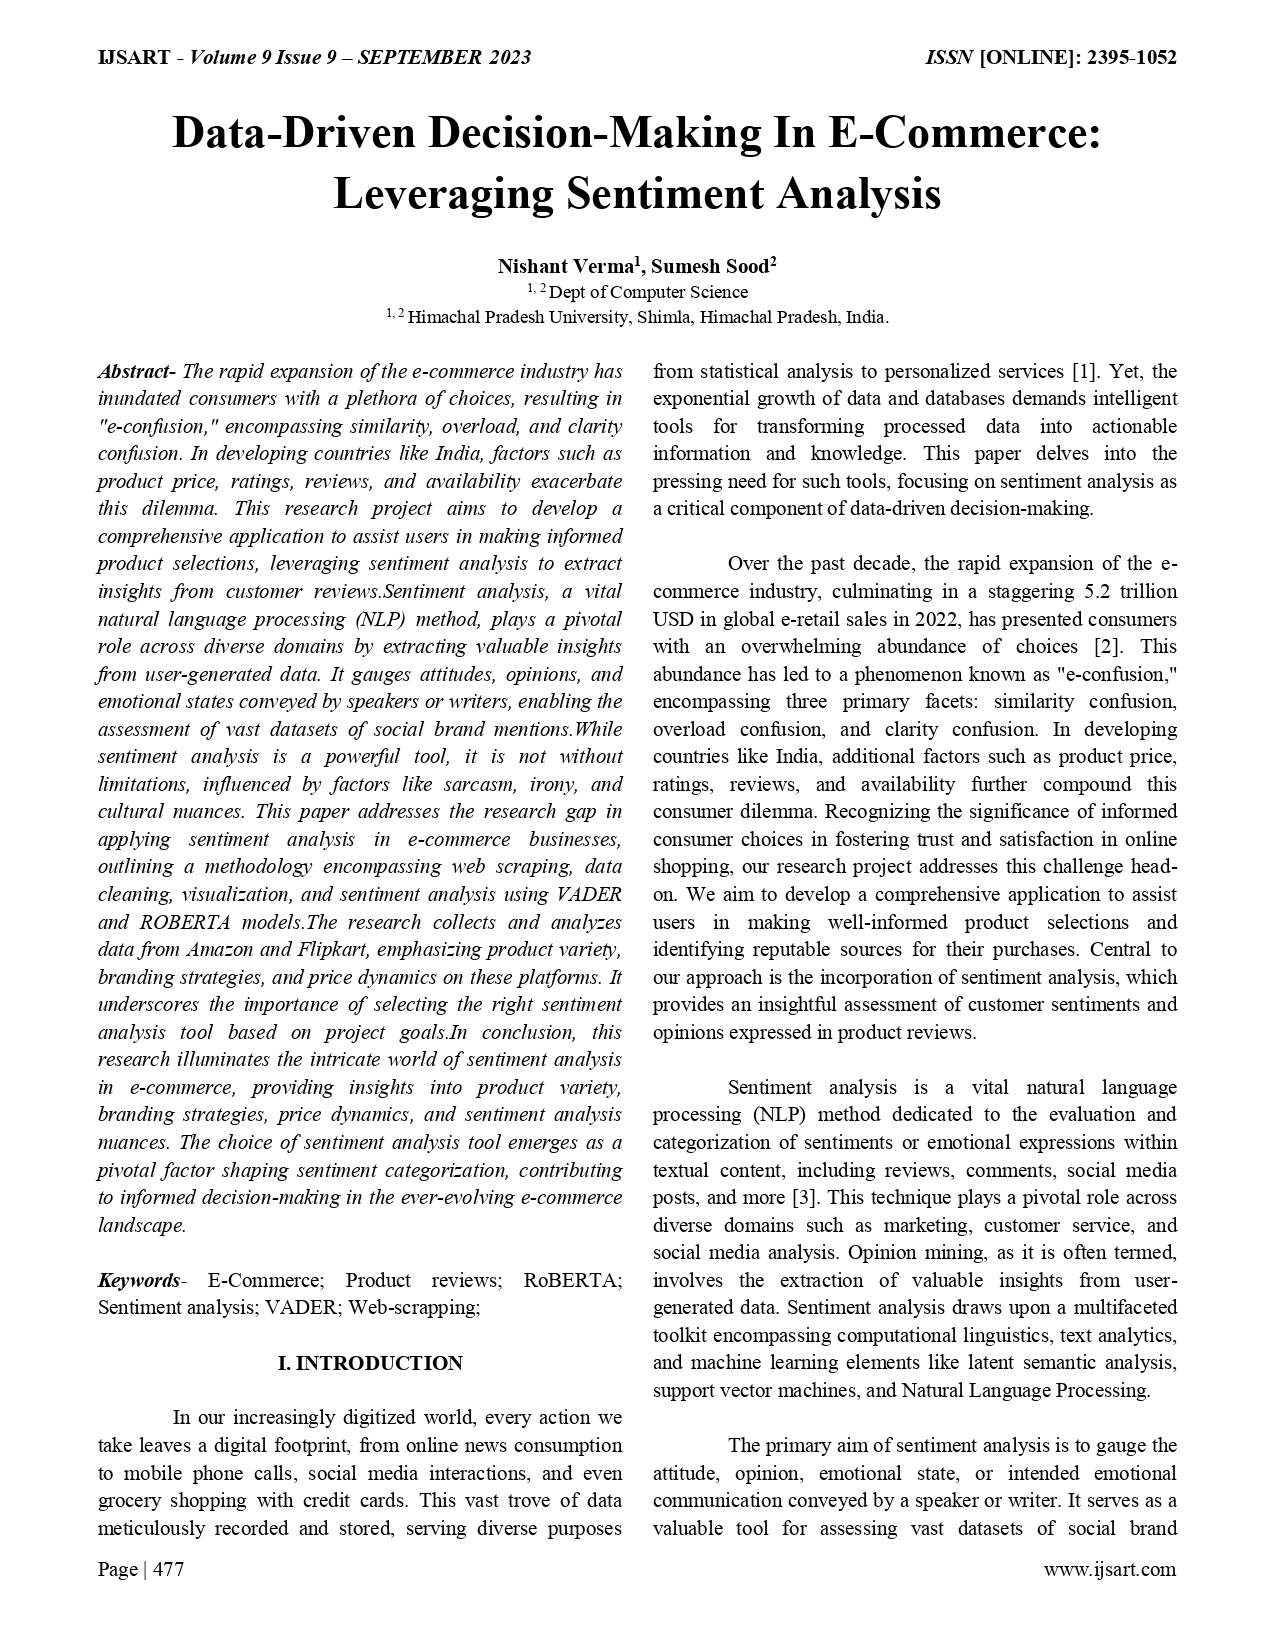 IJSART - Volume 9 Issue 9 – SEPTEMBER 2023 ISSN [ONLINE]: 2395-1052
Data-Driven Decision-Making In E-Commerce:
Leveraging Sentiment Analysis
Nishant Verma1, Sumesh Sood2
1, 2 Dept of Computer Science
1, 2 Himachal Pradesh University, Shimla, Himachal Pradesh, India.
Abstract- The rapid expansion of the e-commerce industry has
inundated consumers with a plethora of choices, resulting in
"e-confusion," encompassing similarity, overload, and clarity
confusion. In developing countries like India, factors such as
product price, ratings, reviews, and availability exacerbate
this dilemma. This research project aims to develop a
comprehensive application to assist users in making informed
product selections, leveraging sentiment analysis to extract
insights from customer reviews.Sentiment analysis, a vital
natural language processing (NLP) method, plays a pivotal
role across diverse domains by extracting valuable insights
from user-generated data. It gauges attitudes, opinions, and
emotional states conveyed by speakers or writers, enabling the
assessment of vast datasets of social brand mentions.While
sentiment analysis is a powerful tool, it is not without
limitations, influenced by factors like sarcasm, irony, and
cultural nuances. This paper addresses the research gap in
applying sentiment analysis in e-commerce businesses,
outlining a methodology encompassing web scraping, data
cleaning, visualization, and sentiment analysis using VADER
and ROBERTA models.The research collects and analyzes
data from Amazon and Flipkart, emphasizing product variety,
branding strategies, and price dynamics on these platforms. It
underscores the importance of selecting the right sentiment
analysis tool based on project goals.In conclusion, this
research illuminates the intricate world of sentiment analysis
in e-commerce, providing insights into product variety,
branding strategies, price dynamics, and sentiment analysis
nuances. The choice of sentiment analysis tool emerges as a
pivotal factor shaping sentiment categorization, contributing
to informed decision-making in the ever-evolving e-commerce
landscape.
Keywords- E-Commerce; Product reviews; RoBERTA;
Sentiment analysis; VADER; Web-scrapping;
I. INTRODUCTION
In our increasingly digitized world, every action we
take leaves a digital footprint, from online news consumption
to mobile phone calls, social media interactions, and even
grocery shopping with credit cards. This vast trove of data
meticulously recorded and stored, serving diverse purposes
from statistical analysis to personalized services [1]. Yet, the
exponential growth of data and databases demands intelligent
tools for transforming processed data into actionable
information and knowledge. This paper delves into the
pressing need for such tools, focusing on sentiment analysis as
a critical component of data-driven decision-making.
Over the past decade, the rapid expansion of the e-
commerce industry, culminating in a staggering 5.2 trillion
USD in global e-retail sales in 2022, has presented consumers
with an overwhelming abundance of choices [2]. This
abundance has led to a phenomenon known as "e-confusion,"
encompassing three primary facets: similarity confusion,
overload confusion, and clarity confusion. In developing
countries like India, additional factors such as product price,
ratings, reviews, and availability further compound this
consumer dilemma. Recognizing the significance of informed
consumer choices in fostering trust and satisfaction in online
shopping, our research project addresses this challenge head-
on. We aim to develop a comprehensive application to assist
users in making well-informed product selections and
identifying reputable sources for their purchases. Central to
our approach is the incorporation of sentiment analysis, which
provides an insightful assessment of customer sentiments and
opinions expressed in product reviews.
Sentiment analysis is a vital natural language
processing (NLP) method dedicated to the evaluation and
categorization of sentiments or emotional expressions within
textual content, including reviews, comments, social media
posts, and more [3]. This technique plays a pivotal role across
diverse domains such as marketing, customer service, and
social media analysis. Opinion mining, as it is often termed,
involves the extraction of valuable insights from user-
generated data. Sentiment analysis draws upon a multifaceted
toolkit encompassing computational linguistics, text analytics,
and machine learning elements like latent semantic analysis,
support vector machines, and Natural Language Processing.
The primary aim of sentiment analysis is to gauge the
attitude, opinion, emotional state, or intended emotional
communication conveyed by a speaker or writer. It serves as a
valuable tool for assessing vast datasets of social brand
Page | 477 www.ijsart.com